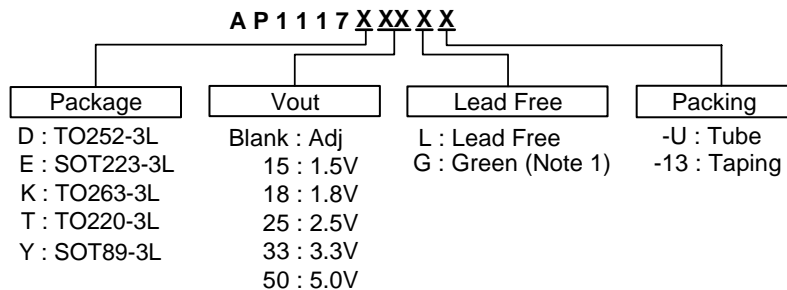 AP1117XXXXX
Package
D : TO252-3L
E : SOT223-3L
K : TO263-3L
T : TO220-3L
Y : SOT89-3L
Vout
Blank : Adj
15 : 1.5V
18 : 1.8V
25 : 2.5V
33 : 3.3V
50 : 5.0V
Lead Free
L : Lead Free
G : Green (Note 1)
Packing
-U : Tube
-13 : Taping